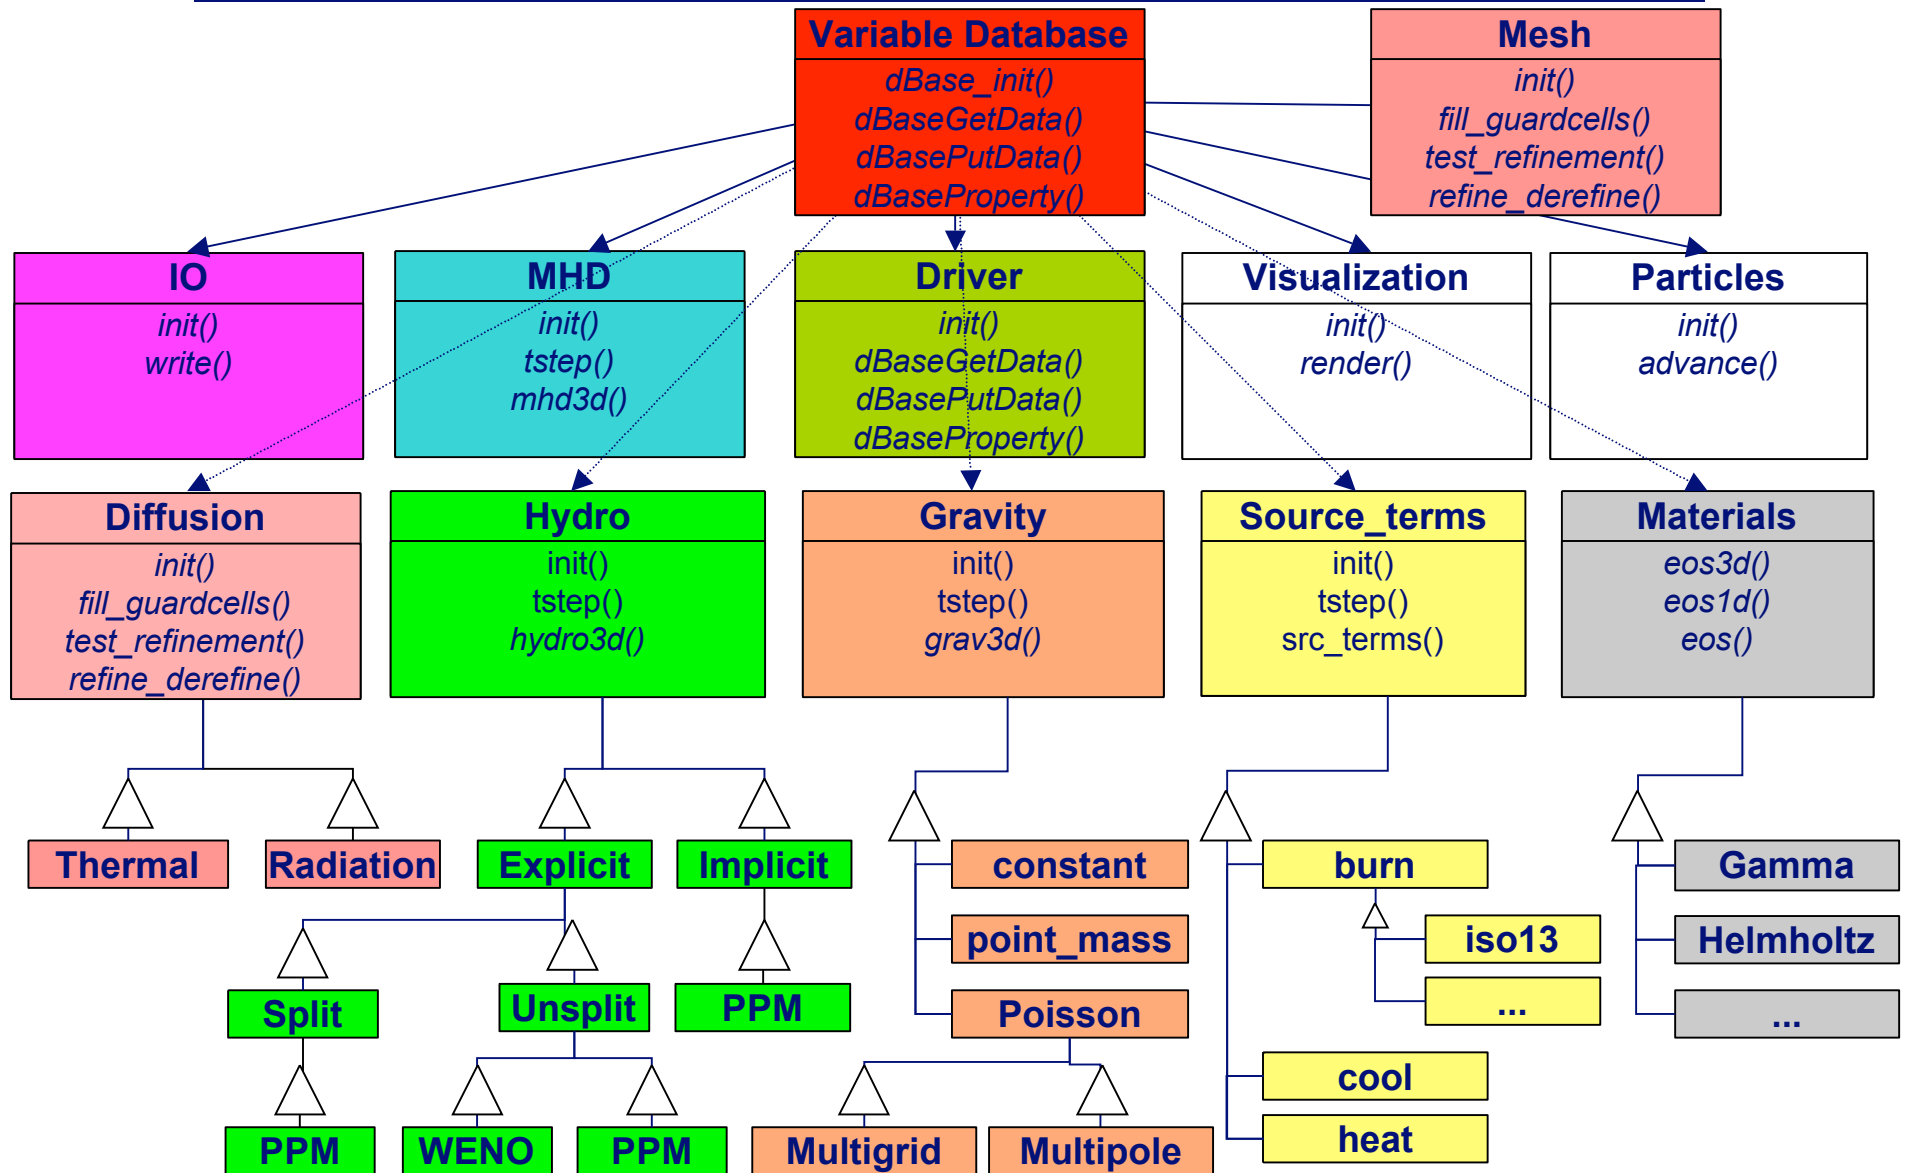 Variable Database
dBase_init()
dBaseGetData()
dBasePutData()
dBaseProperty()
Mesh
init()
fill_guardcells()
test_refinement()
refine_derefine()
IO
init()
write()
MHD
init()
tstep()
mhd3d()
Driver
init()
dBaseGetData()
dBasePutData()
dBaseProperty()
Visualization
init()
render()
Particles
init()
advance()
Diffusion
init()
fill_guardcells()
test_refinement()
refine_derefine()
Hydro
init()
tstep()
hydro3d()
Gravity
init()
tstep()
grav3d()
Source_terms
init()
tstep()
src_terms()
Materials
eos3d()
eos1d()
eos()
Thermal
Radiation
Explicit
Implicit
Split
Unsplit
PPM
PPM
WENO
PPM
constant
point_mass
Poisson
Multigrid
Multipole
burn
iso13
...
cool
heat
Gamma
Helmholtz
...